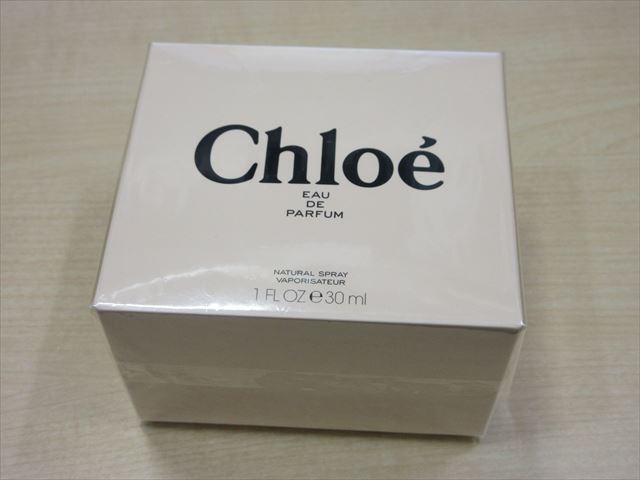 Chloé
EAU
DE
PARFUM
NATURAL SPRAY
VAPORISATEUR
1 FL OZ ℮ 30 ml